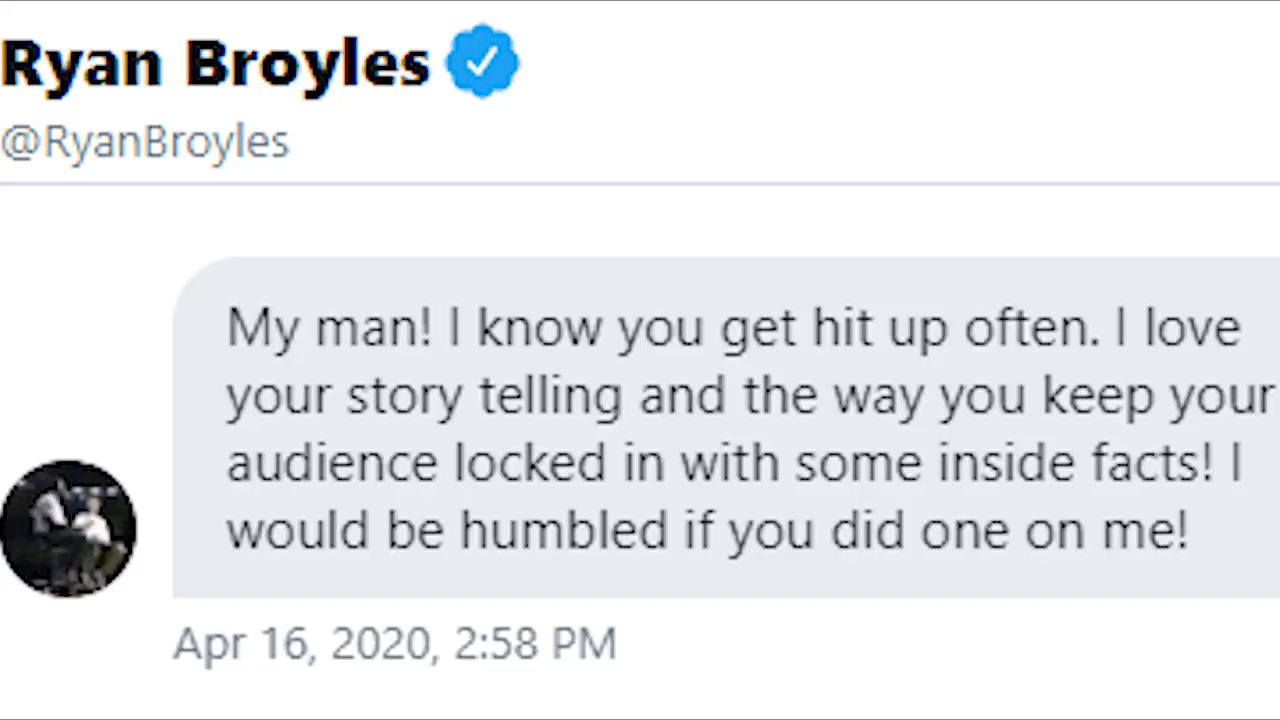 Ryan Broyles
@RyanBroyles
My man! I know you get hit up often. I love
your story telling and the way you keep your
audience locked in with some inside facts! I
would be humbled if you did one on me!
Apr 16, 2020, 2:58 PM